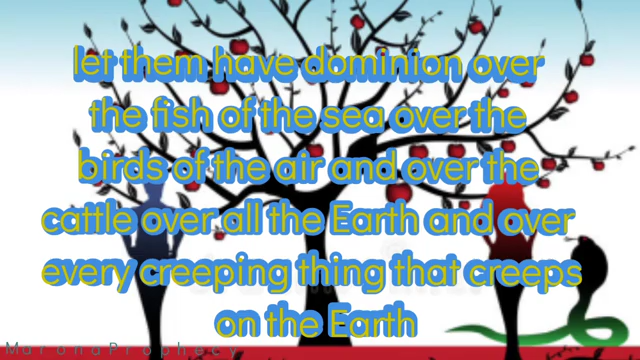 let them have dominion over
the fish of the sea over the
birds of the air and over the
cattle over all the Earth and over
every creeping thing that creeps
on the Earth
MaronaProphecy